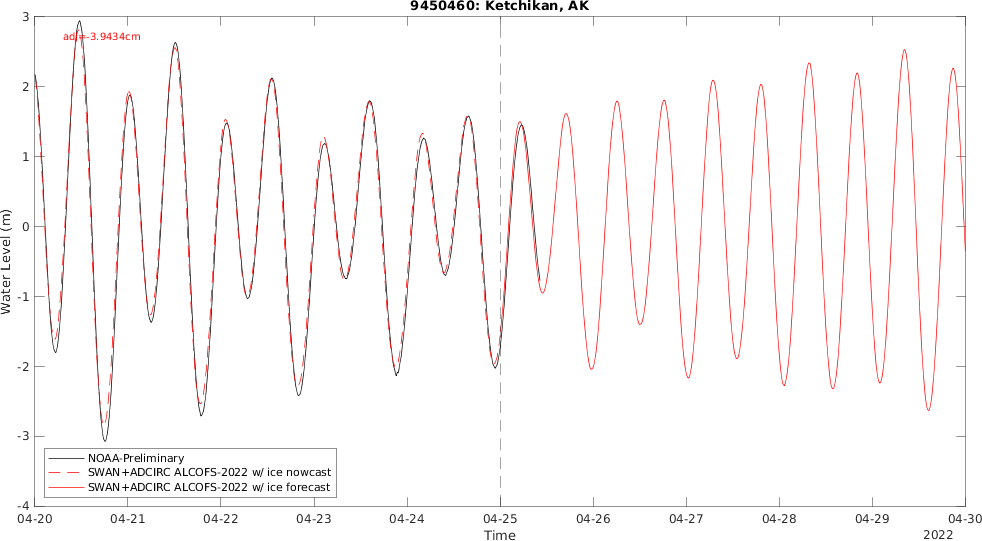 9450460: Ketchikan, AK
adj=-3.9434cm
3
2
1
0
-1
-2
-3
-4
Water Level (m)
NOAA-Preliminary
SWAN+ADCIRC ALCOFS-2022 w/ ice nowcast
SWAN+ADCIRC ALCOFS-2022 w/ ice forecast
04-20 04-21 04-22 04-23 04-24 04-25 04-26 04-27 04-28 04-29 04-30
Time
2022